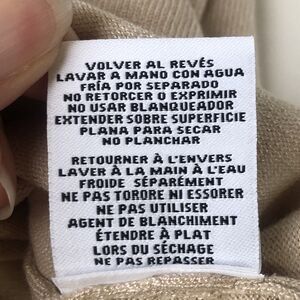 VOLVER AL REVÉS
LAVAR A MANO CON AGUA
FRÍA POR SEPARADO
NO RETORCER O EXPRIMIR
NO USAR BLANQUEADOR
EXTENDER SOBRE SUPERFICIE
PLANA PARA SECAR
NO PLANCHAR
RETOURNER À L'ENVERS
LAVER À LA MAIN À L'EAU
FROIDE SÉPARÉMENT
NE PAS TORDRE NI ESSORER
NE PAS UTILISER
AGENT DE BLANCHIMENT
ÉTENDRE À PLAT
LORS DU SÉCHAGE
NE PAS REPASSER